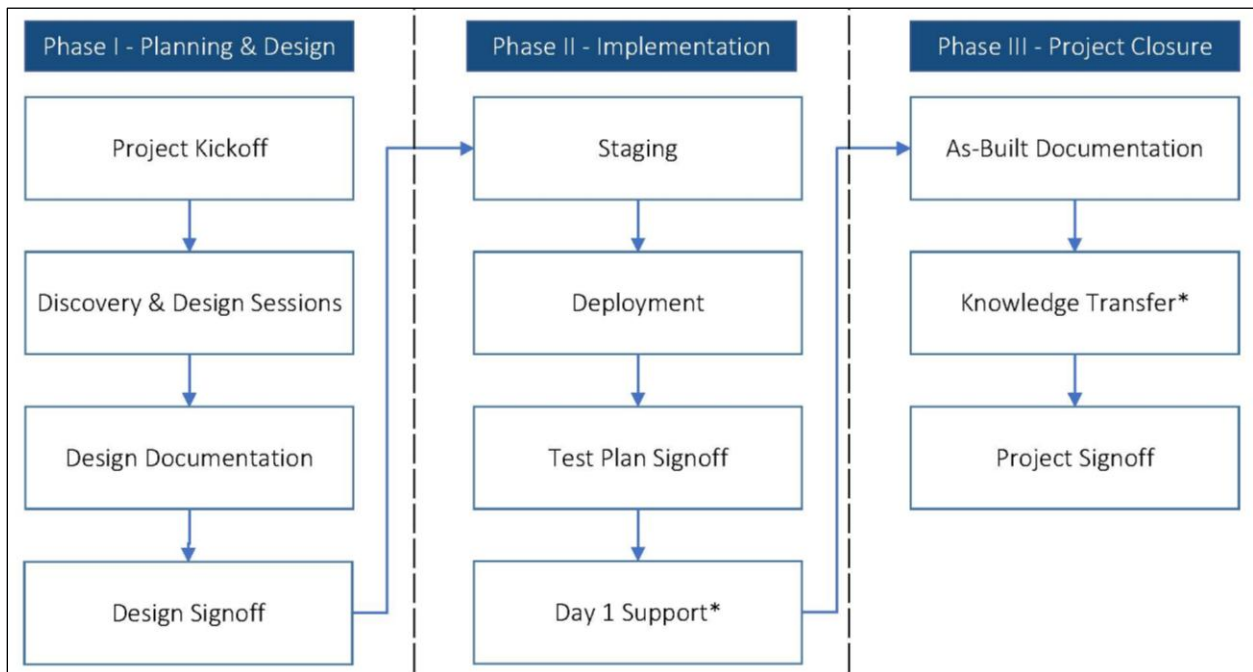 Phase I - Planning & Design
Project Kickoff
Discovery & Design Sessions
Design Documentation
Design Signoff
Phase II - Implementation
Staging
Deployment
Test Plan Signoff
Day 1 Support*
Phase III - Project Closure
As-Built Documentation
Knowledge Transfer*
Project Signoff